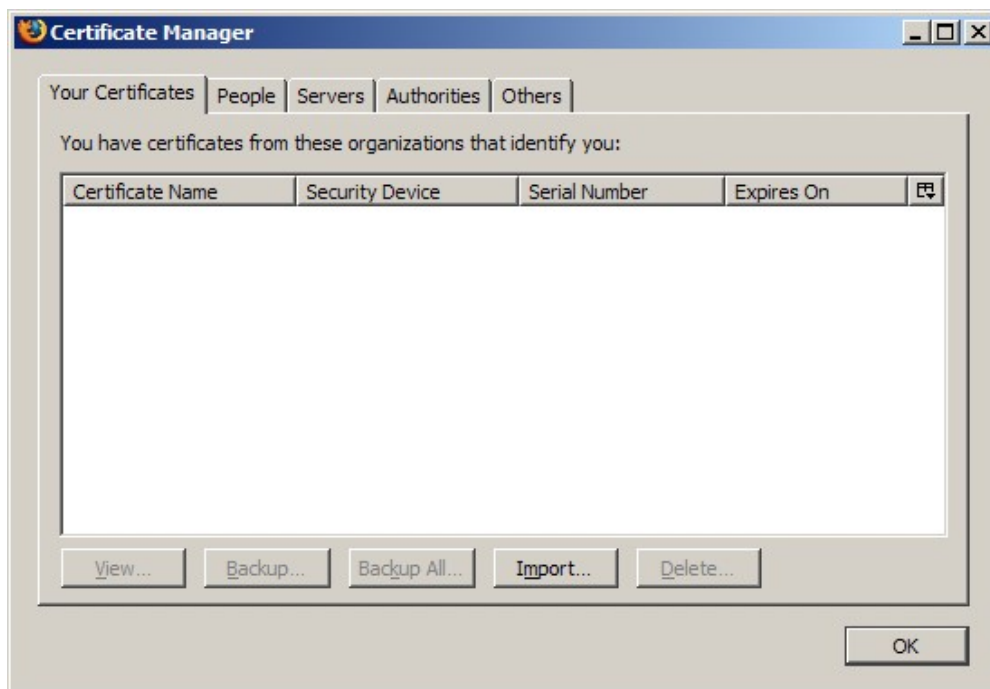 Certificate Manager
Your Certificates People Servers Authorities Others
You have certificates from these organizations that identify you:
Certificate Name Security Device Serial Number Expires On
View... Backup... Backup All... Import... Delete...
OK